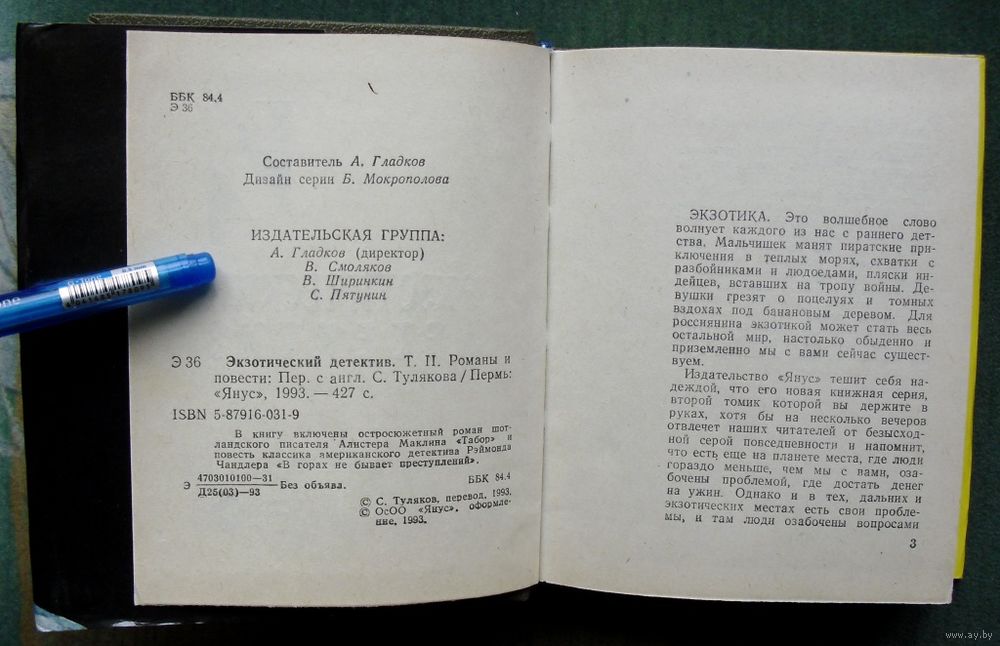 ББК 84.4
Э 36
Составитель А. Гладков
Дизайн серии Б. Мокрополова
ИЗДАТЕЛЬСКАЯ ГРУППА:
А. Гладков (директор)
В. Смоляков
В. Ширинкин
С. Пятунин
Э 36 Экзотический детектив. Т. II. Романы и
повести: Пер. с англ. С. Тулякова / Пермь:
«Янус», 1993. — 427 с.
ISBN 5-87916-031-9
В книгу включены остросюжетный роман шот-
ландского писателя Алистера Маклина «Табор» и
повесть классика американского детектива Рэймонда
Чандлера «В горах не бывает преступлений».
Э 4703010100—31 Без объявл. ББК 84.4
Д25(03)—93
© С. Туляков, перевод, 1993.
© ОсОО «Янус», оформле-
ние, 1993.
ЭКЗОТИКА. Это волшебное слово
волнует каждого из нас с раннего дет-
ства. Мальчишек манят пиратские при-
ключения в теплых морях, схватки с
разбойниками и людоедами, пляски ин-
дейцев, вставших на тропу войны. Де-
вушки грезят о поцелуях и томных
вздохах под банановым деревом. Для
россиянина экзотикой может стать весь
остальной мир, настолько обыденно и
приземленно мы с вами сейчас сущест-
вуем.
Издательство «Янус» тешит себя на-
деждой, что его новая книжная серия,
второй томик которой вы держите в
руках, хотя бы на несколько вечеров
отвлечет наших читателей от безысход-
ной серой повседневности и напомнит,
что есть еще на планете места, где люди
гораздо меньше, чем мы с вами, оза-
бочены проблемой, где достать денег
на ужин. Однако и в тех, дальних и
экзотических местах есть свои пробле-
мы, и там люди озабочены вопросами
3
www.ay.by